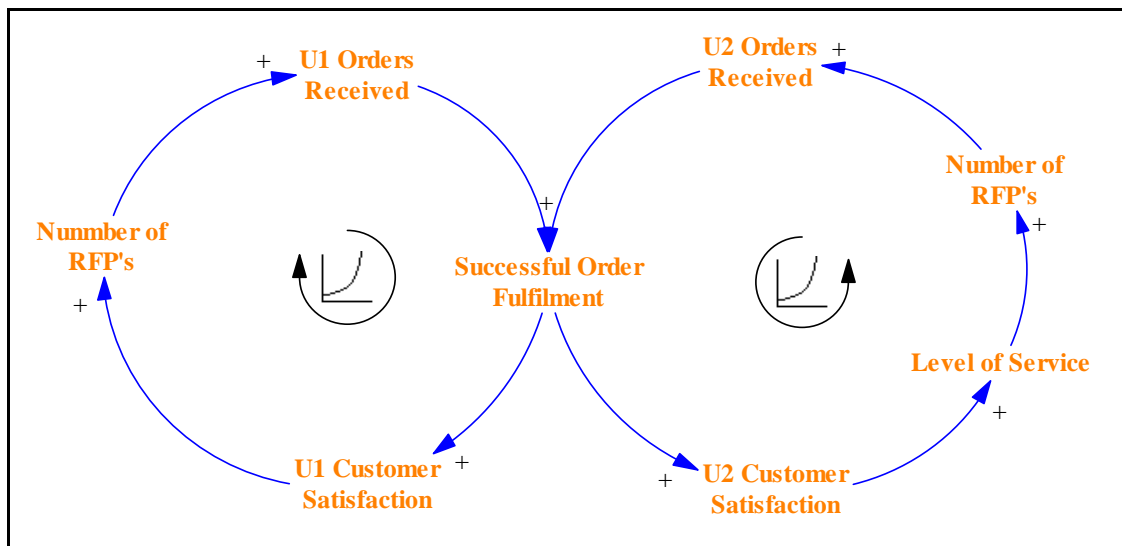 +
U1 Orders
Received
U2 Orders
Received
+
Number of
RFP's
+
Nunmber of
RFP's
+
+
Successful Order
Fulfilment
Level of Service
+
U1 Customer
Satisfaction
+
+
U2 Customer
Satisfaction